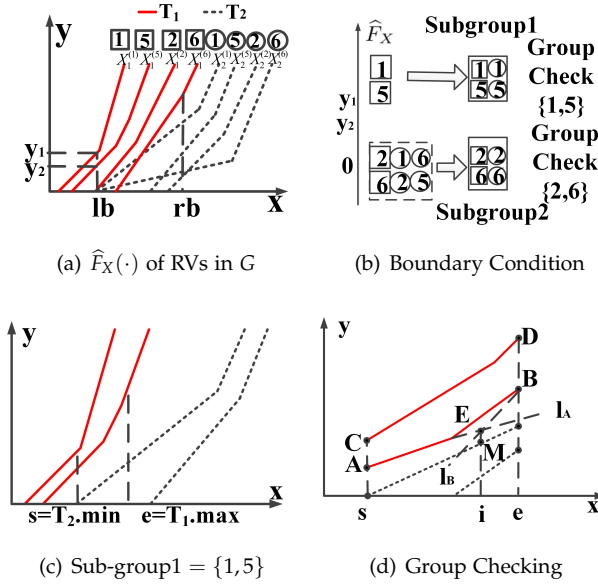 T₁ T₂
y
1 5 2 6 1 5 2 6
X₁⁽¹⁾ X₁⁽⁵⁾ X₁⁽²⁾ X₁⁽⁶⁾ X₂⁽¹⁾ X₂⁽⁵⁾ X₂⁽²⁾ X₂⁽⁶⁾
y₁
y₂
lb rb x
(a) F̂_X(·) of RVs in G
Subgroup1
F̂_X
1 1 1
5 5 5
Group
Check
{1,5}
y₁
y₂
0
2 1 6 2 2
6 2 5 6 6
Group
Check
{2,6}
Subgroup2
(b) Boundary Condition
y
x
s=T₂.min e=T₁.max
(c) Sub-group1 = {1, 5}
y
D
B
C
A
E
l_A
M
l_B
s i e x
(d) Group Checking